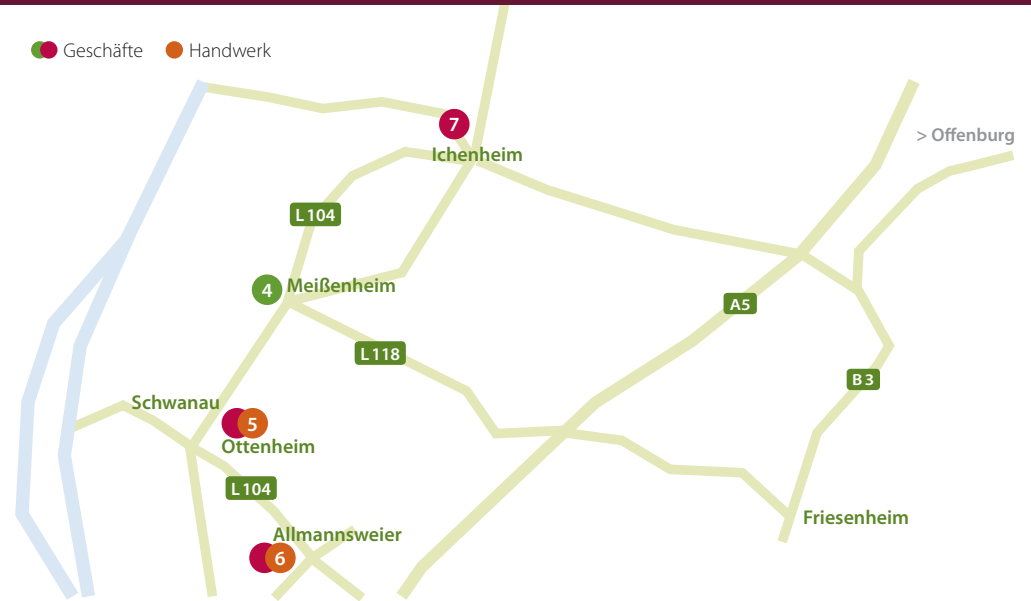 Geschäfte Handwerk
> Offenburg
7
Ichenheim
L 104
4 Meißenheim
A5
L 118
B 3
Schwanau
5
Ottenheim
L 104
Friesenheim
Allmannsweier
6